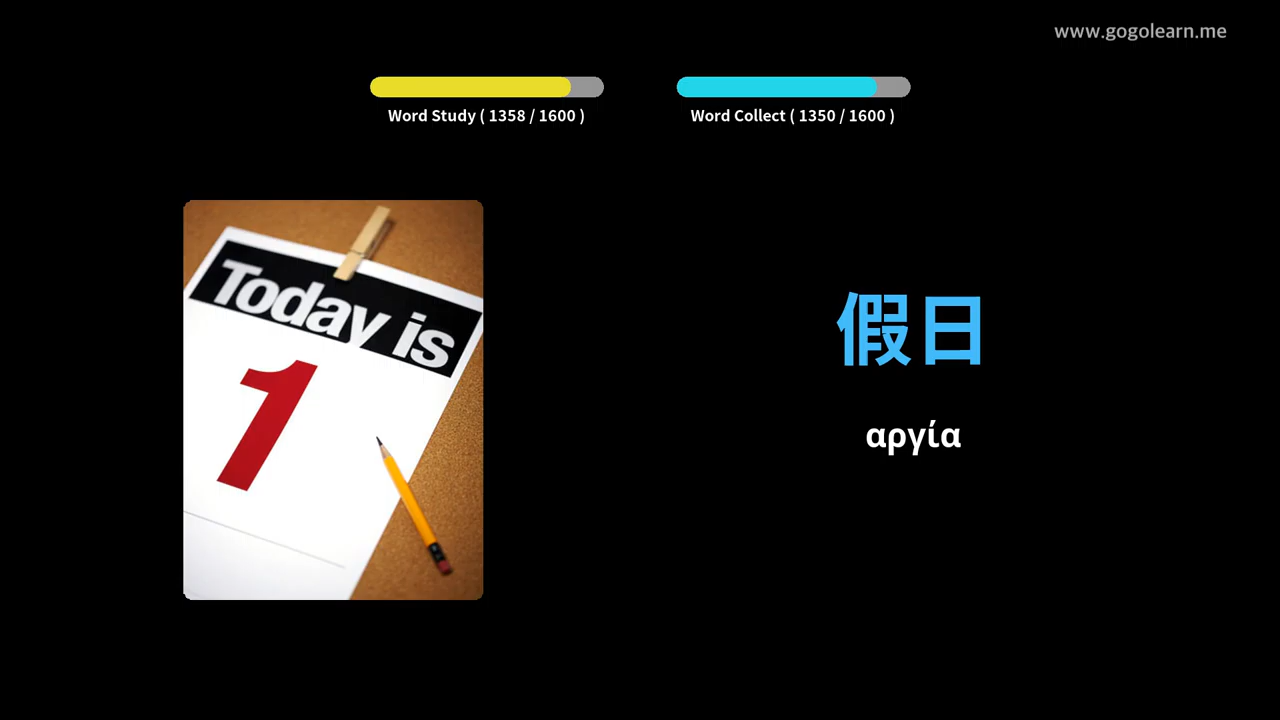 www.gogolearn.me
Word Study ( 1358 / 1600 )
Word Collect ( 1350 / 1600 )
Today is
1
假日
αργία